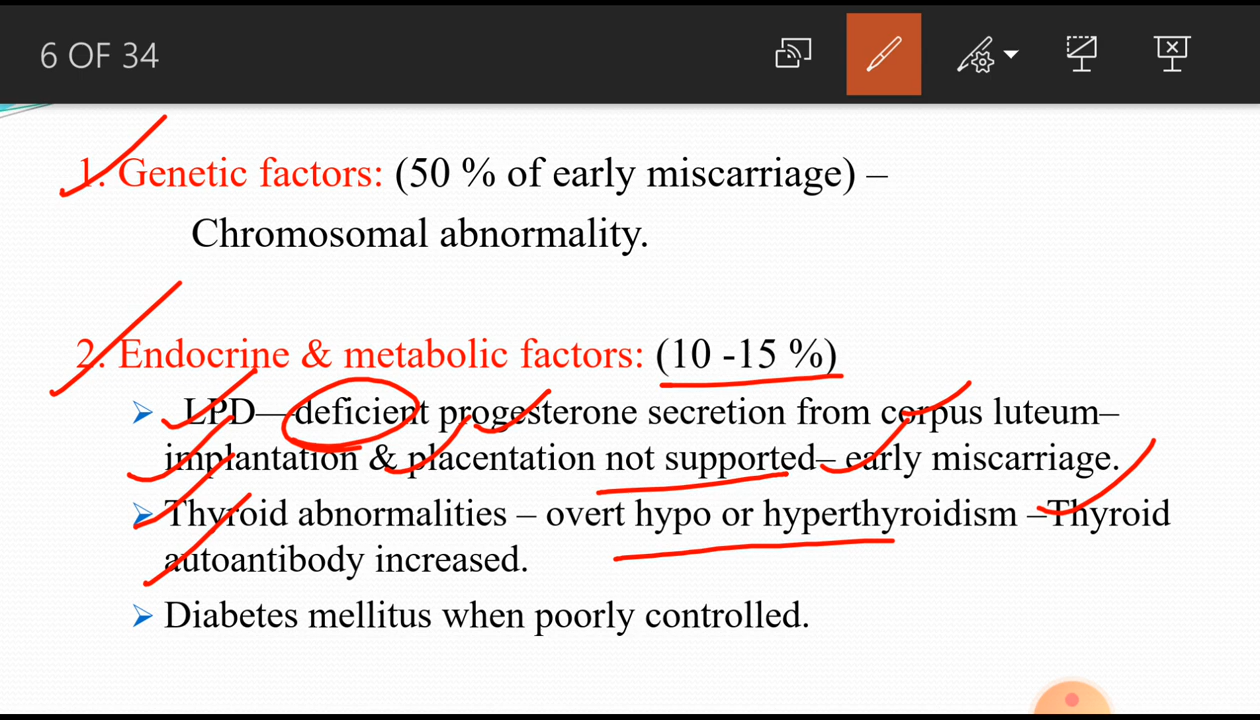 6 OF 34
1. Genetic factors: (50 % of early miscarriage) –
Chromosomal abnormality.
2. Endocrine & metabolic factors: (10 -15 %)
LPD—deficient progesterone secretion from corpus luteum–
implantation & placentation not supported– early miscarriage.
Thyroid abnormalities – overt hypo or hyperthyroidism –Thyroid
autoantibody increased.
Diabetes mellitus when poorly controlled.